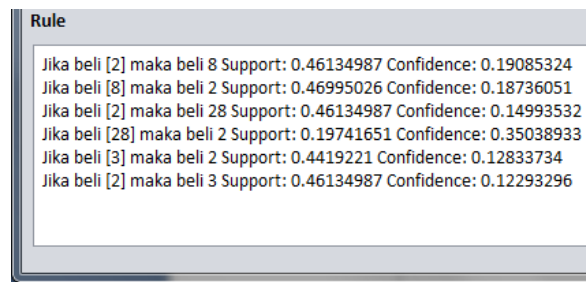 Rule
Jika beli [2] maka beli 8 Support: 0.46134987 Confidence: 0.19085324
Jika beli [8] maka beli 2 Support: 0.46995026 Confidence: 0.18736051
Jika beli [2] maka beli 28 Support: 0.46134987 Confidence: 0.14993532
Jika beli [28] maka beli 2 Support: 0.19741651 Confidence: 0.35038933
Jika beli [3] maka beli 2 Support: 0.4419221 Confidence: 0.12833734
Jika beli [2] maka beli 3 Support: 0.46134987 Confidence: 0.12293296